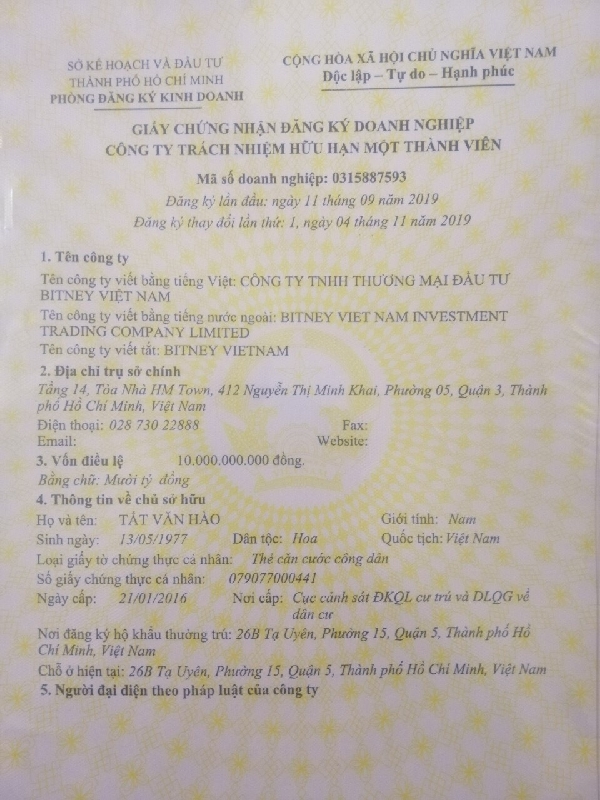 SỞ KẾ HOẠCH VÀ ĐẦU TƯ
THÀNH PHỐ HỒ CHÍ MINH
PHÒNG ĐĂNG KÝ KINH DOANH
CỘNG HÒA XÃ HỘI CHỦ NGHĨA VIỆT NAM
Độc lập – Tự do – Hạnh phúc
GIẤY CHỨNG NHẬN ĐĂNG KÝ DOANH NGHIỆP
CÔNG TY TRÁCH NHIỆM HỮU HẠN MỘT THÀNH VIÊN
Mã số doanh nghiệp: 0315887593
Đăng ký lần đầu: ngày 11 tháng 09 năm 2019
Đăng ký thay đổi lần thứ: 1, ngày 04 tháng 11 năm 2019
1. Tên công ty
Tên công ty viết bằng tiếng Việt: CÔNG TY TNHH THƯƠNG MẠI ĐẦU TƯ
BITNEY VIỆT NAM
Tên công ty viết bằng tiếng nước ngoài: BITNEY VIET NAM INVESTMENT
TRADING COMPANY LIMITED
Tên công ty viết tắt: BITNEY VIETNAM
2. Địa chỉ trụ sở chính
Tầng 14, Tòa Nhà HM Town, 412 Nguyễn Thị Minh Khai, Phường 05, Quận 3, Thành
phố Hồ Chí Minh, Việt Nam
Điện thoại: 028 730 22888 Fax:
Email: Website:
3. Vốn điều lệ 10.000.000.000 đồng.
Bằng chữ: Mười tỷ đồng
4. Thông tin về chủ sở hữu
Họ và tên: TẤT VĂN HÀO Giới tính: Nam
Sinh ngày: 13/05/1977 Dân tộc: Hoa Quốc tịch: Việt Nam
Loại giấy tờ chứng thực cá nhân: Thẻ căn cước công dân
Số giấy chứng thực cá nhân: 079077000441
Ngày cấp: 21/01/2016 Nơi cấp: Cục cảnh sát ĐKQL cư trú và DLQG về
dân cư
Nơi đăng ký hộ khẩu thường trú: 26B Tạ Uyên, Phường 15, Quận 5, Thành phố Hồ
Chí Minh, Việt Nam
Chỗ ở hiện tại: 26B Tạ Uyên, Phường 15, Quận 5, Thành phố Hồ Chí Minh, Việt Nam
5. Người đại diện theo pháp luật của công ty